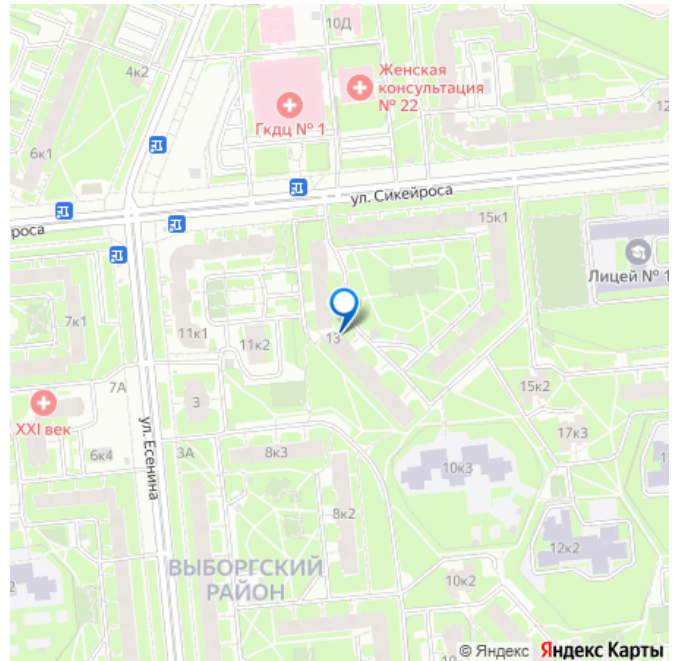 10Д
4к2
Женская
консультация
№ 22
Гкдц № 1
12
6к1
ул. Сикейроса
роса
15к1
Лицей № 1
7к1
11к1
11к2
13
7А
3
15к2
XXI век
ул. Есенина
17к3
6к4
3А
8к3
10к3
1
8к2
12к2
ВЫБОРГСКИЙ
РАЙОН
10к2
2
© Яндекс Яндекс Карты